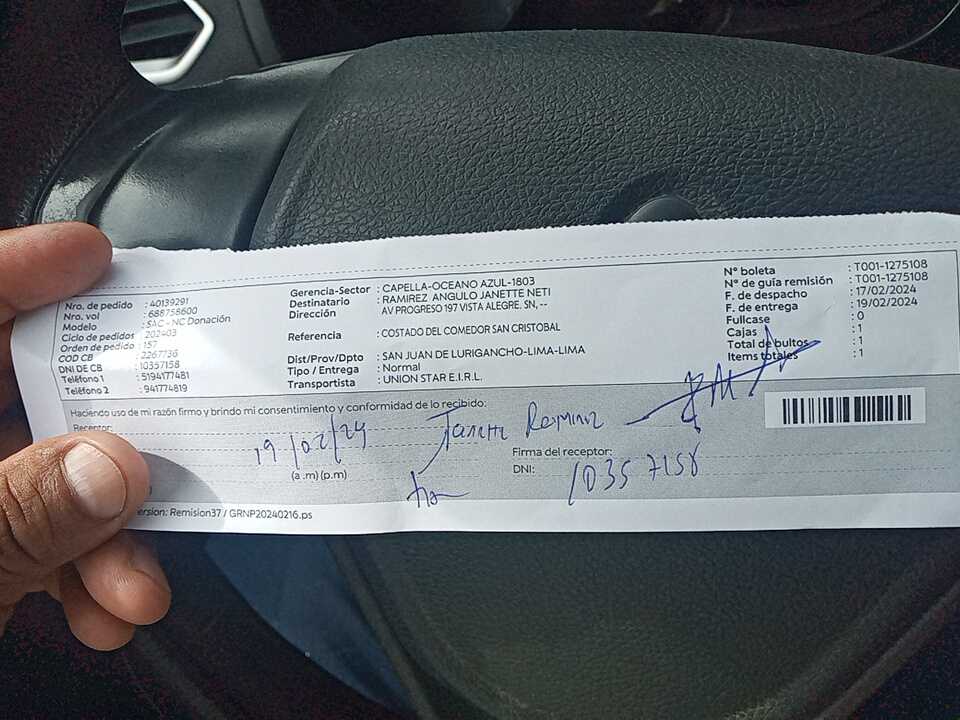 Nro. de pedido : 40139291
Nro. vol : 688758600
Modelo : SAC - NC Donación
Ciclo de pedidos : 202403
Orden de pedido : 157
COD CB : 2267736
DNI DE CB : 10357158
Teléfono 1 : 5194177481
Teléfono 2 : 941774819
Gerencia-Sector : CAPELLA-OCEANO AZUL-1803
Destinatario : RAMIREZ ANGULO JANETTE NETI
Dirección AV PROGRESO 197 VISTA ALEGRE. SN, --
Referencia : COSTADO DEL COMEDOR SAN CRISTOBAL
Dist/Prov/Dpto : SAN JUAN DE LURIGANCHO-LIMA-LIMA
Tipo / Entrega : Normal
Transportista : UNION STAR E.I.R.L.
Nº boleta : T001-1275108
Nº de guía remisión : T001-1275108
F. de despacho : 17/02/2024
F. de entrega : 19/02/2024
Fullcase : 0
Cajas : 1
Total de bultos : 1
Items totales : 1
Haciendo uso de mi razón firmo y brindo mi consentimiento y conformidad de lo recibido:
Receptor:
19/02/24 Janette Ramirez
(a.m) (p.m)
Firma del receptor:
DNI: 10357158
ersion: Remision37 / GRNP20240216.ps